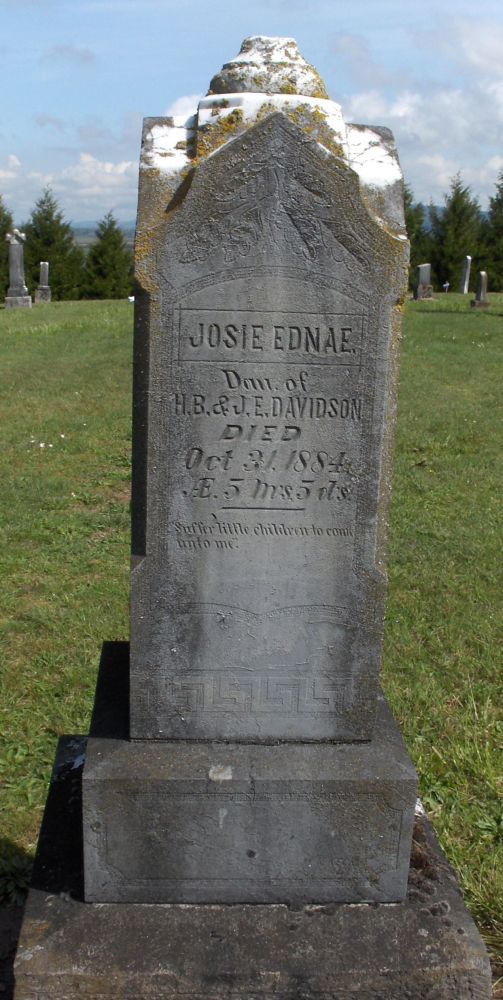 JOSIE EDNAE.
Dau. of
H.B. & J.E. DAVIDSON
DIED
Oct 31, 1884,
Æ. 5 Ms. 5 ds.
"Suffer little children to come
unto me".